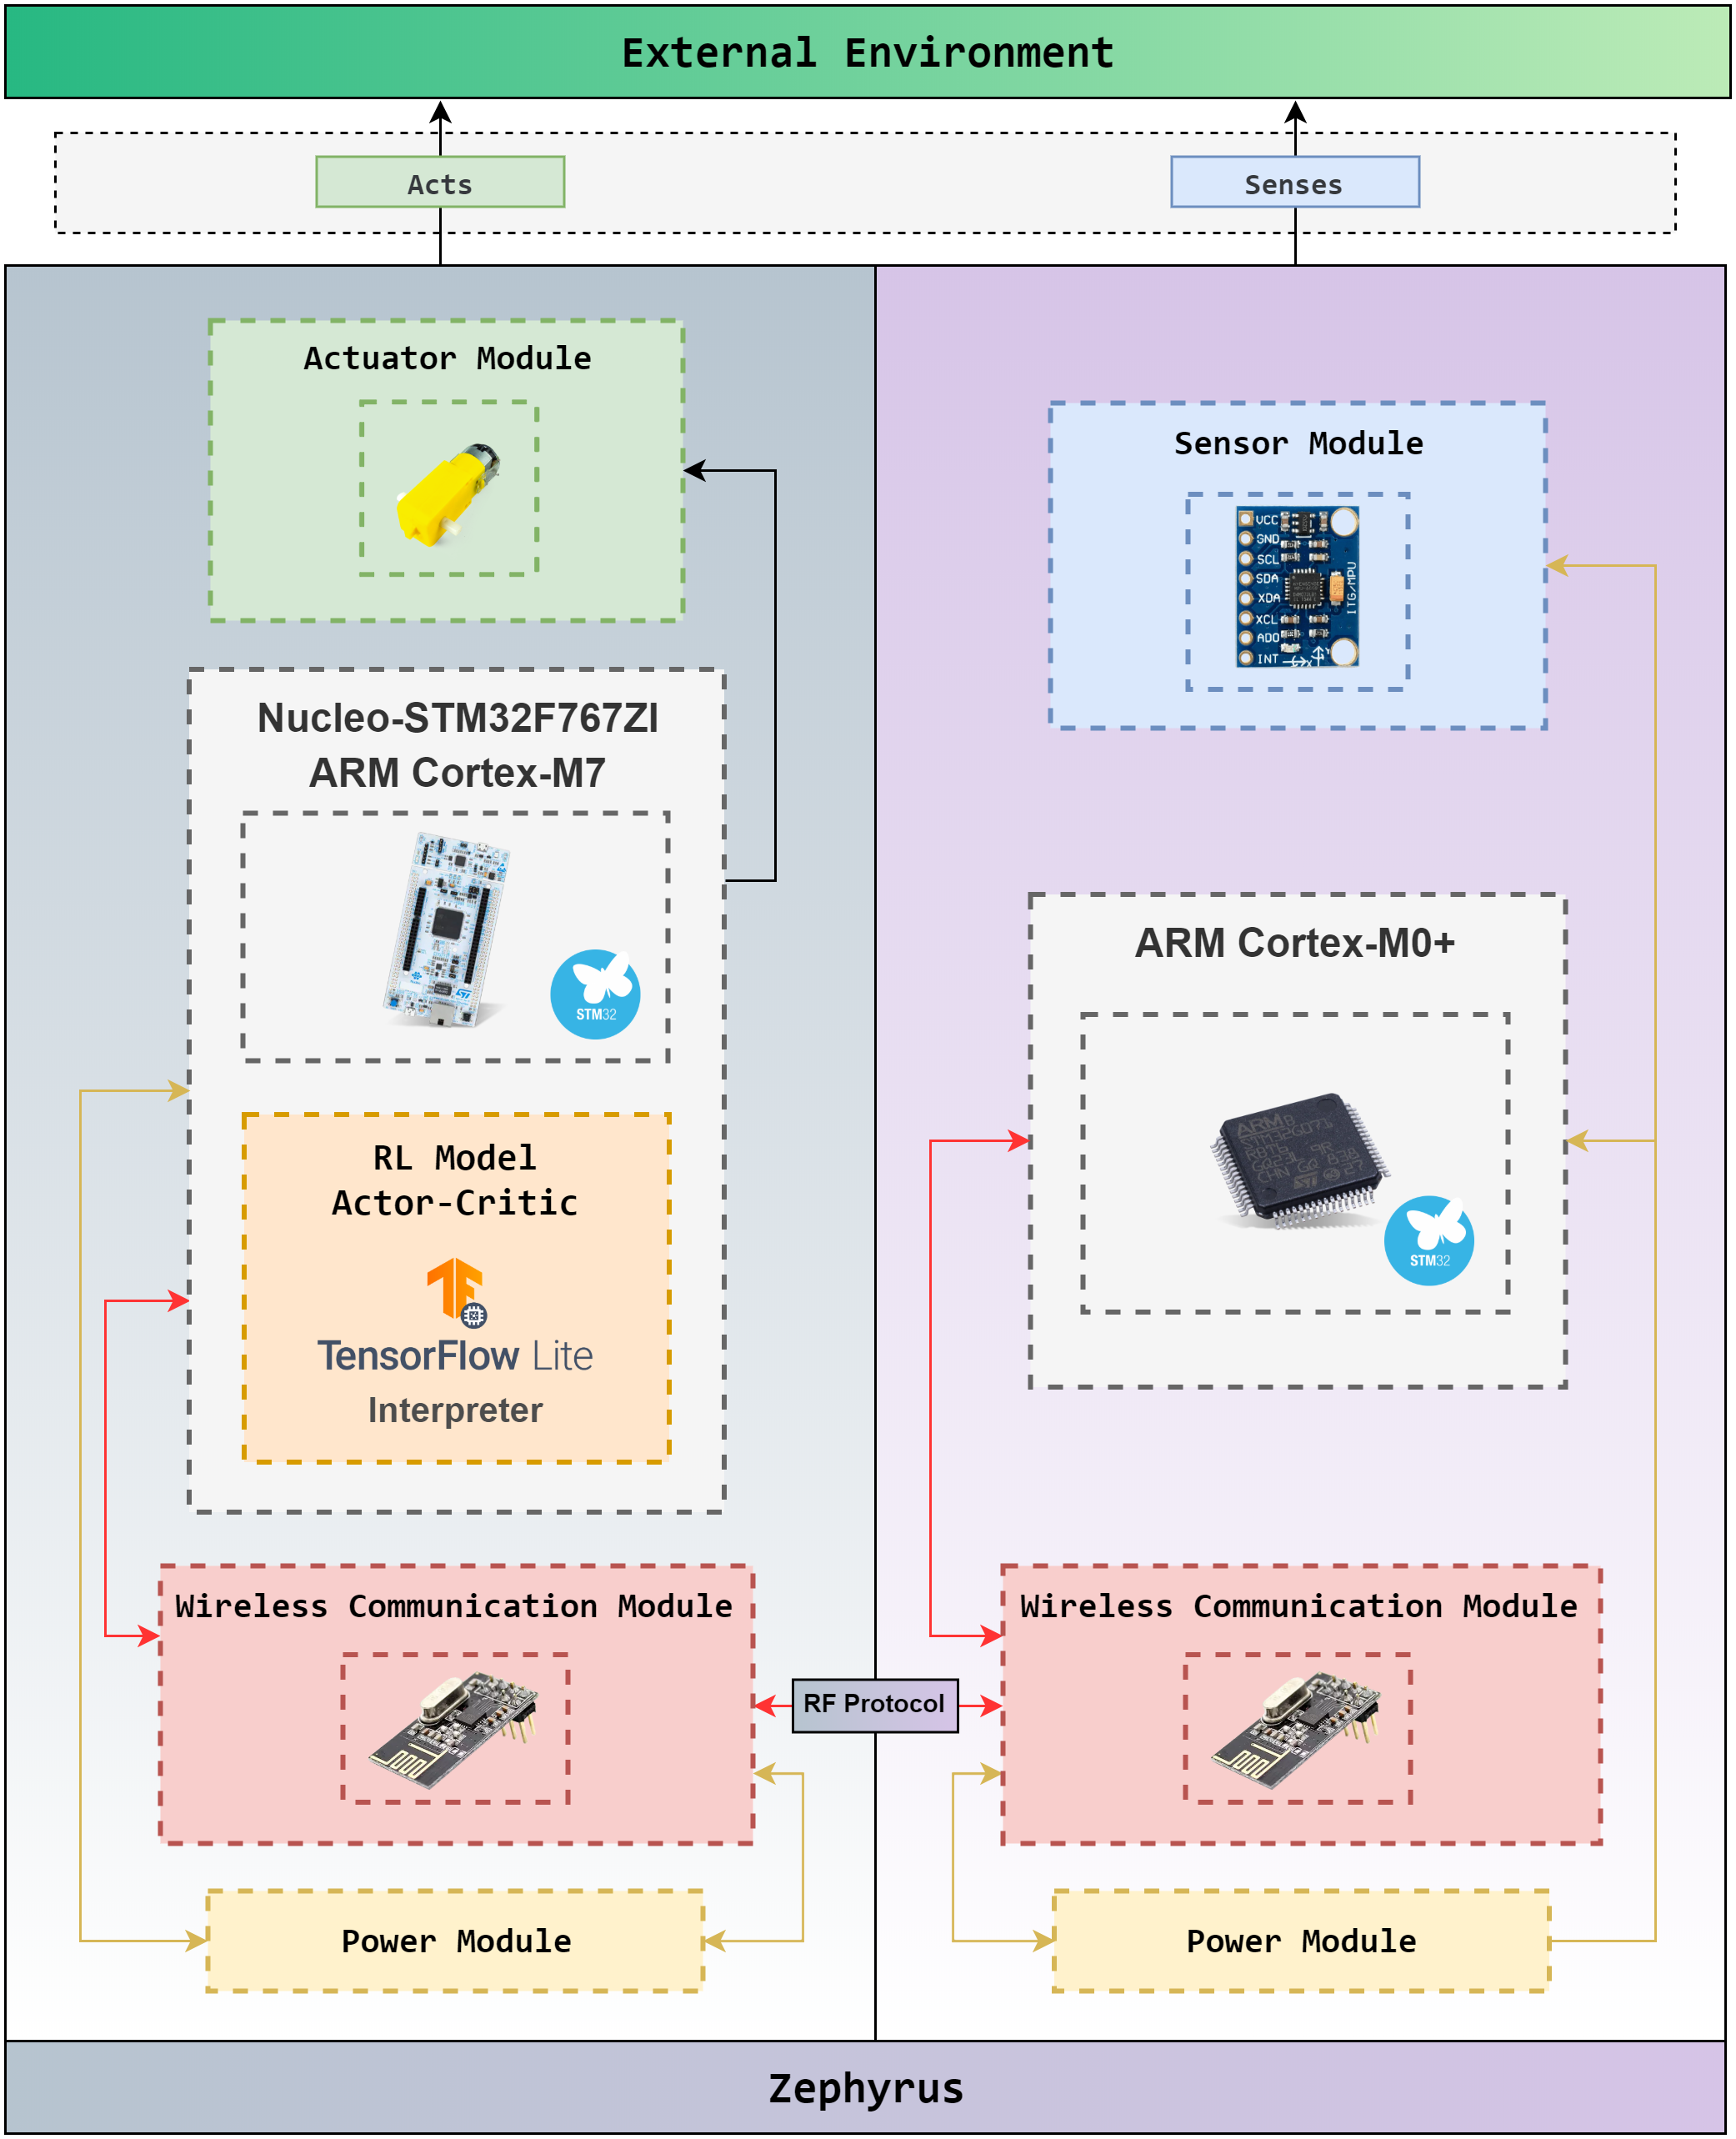 External Environment
Acts
Senses
Actuator Module
Sensor Module
VCC
GND
SCL
SDA
XDA
XCL
ADO
INT
ITG/MPU
Nucleo-STM32F767ZI
ARM Cortex-M7
STM32
ARM Cortex-M0+
ARM
STM32
RL Model
Actor-Critic
TensorFlow Lite
Interpreter
Wireless Communication Module
Wireless Communication Module
RF Protocol
Power Module
Power Module
Zephyrus